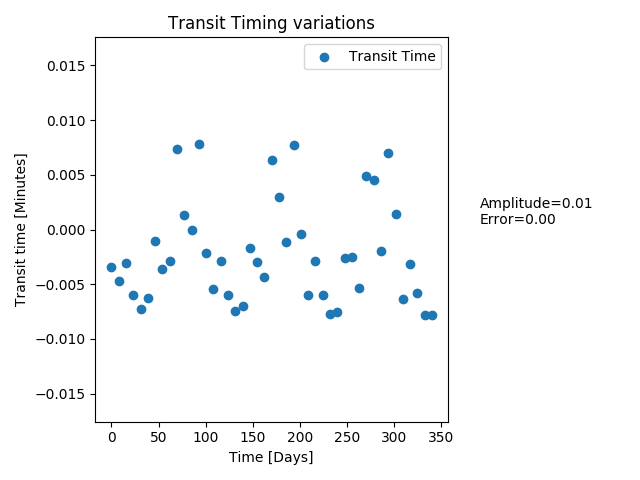 Transit Timing variations
Transit Time
0.015
0.010
0.005
0.000
−0.005
−0.010
−0.015
Transit time [Minutes]
Amplitude=0.01
Error=0.00
0 50 100 150 200 250 300 350
Time [Days]